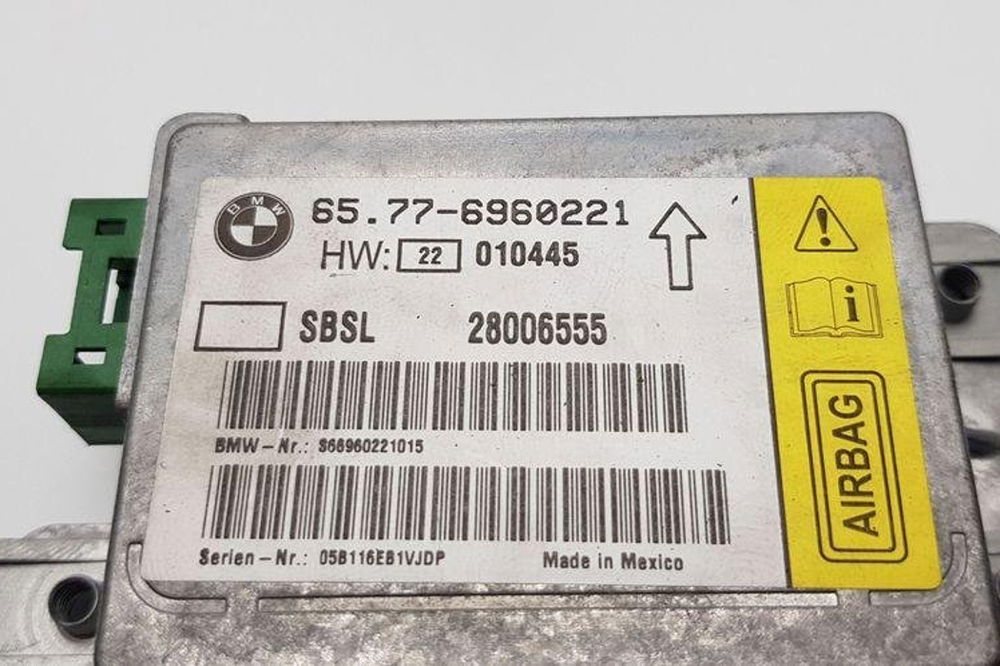 BMW
65.77-6960221
HW: 22 010445
SBSL 28006555
BMW-Nr.: S66960221015
Serien-Nr.: 05B116EB1VJDP Made in Mexico
i
AIRBAG